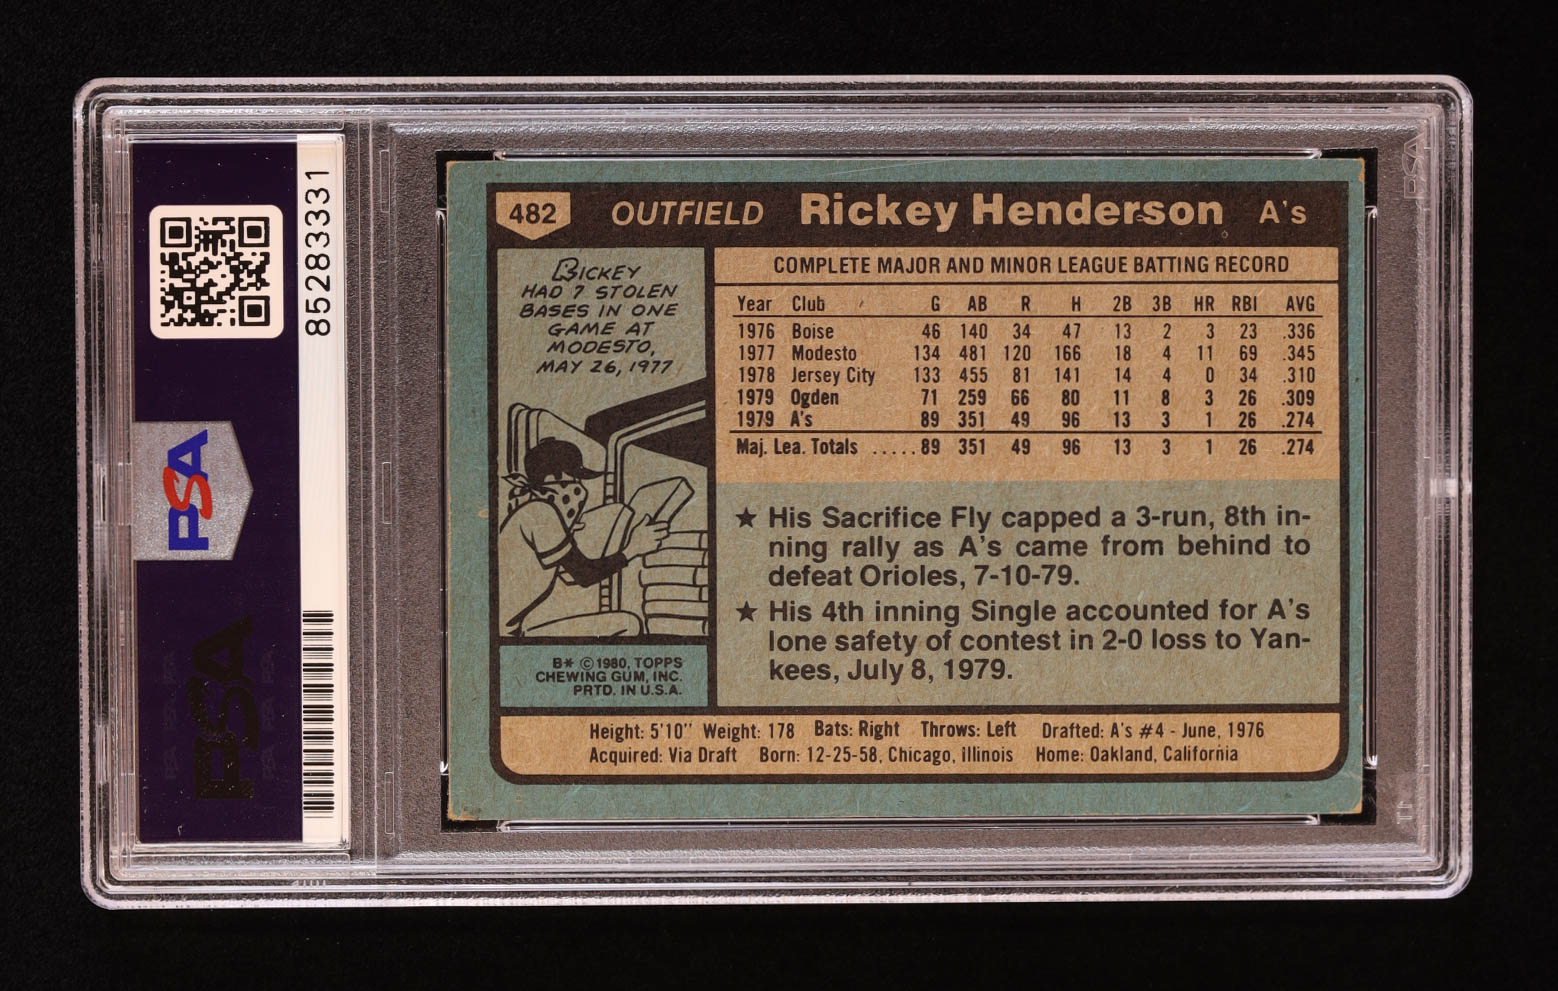 85283331
PSA
PSA
482 OUTFIELD Rickey Henderson A's
RICKEY
HAD 7 STOLEN
BASES IN ONE
GAME AT
MODESTO,
MAY 26, 1977
COMPLETE MAJOR AND MINOR LEAGUE BATTING RECORD
Year Club G AB R H 2B 3B HR RBI AVG
1976 Boise 46 140 34 47 13 2 3 23 .336
1977 Modesto 134 481 120 166 18 4 11 69 .345
1978 Jersey City 133 455 81 141 14 4 0 34 .310
1979 Ogden 71 259 66 80 11 8 3 26 .309
1979 A's 89 351 49 96 13 3 1 26 .274
Maj. Lea. Totals ..... 89 351 49 96 13 3 1 26 .274
★ His Sacrifice Fly capped a 3-run, 8th in-
ning rally as A's came from behind to
defeat Orioles, 7-10-79.
★ His 4th inning Single accounted for A's
lone safety of contest in 2-0 loss to Yan-
kees, July 8, 1979.
B* © 1980, TOPPS
CHEWING GUM, INC.
PRTD. IN U.S.A.
Height: 5'10" Weight: 178 Bats: Right Throws: Left Drafted: A's #4 - June, 1976
Acquired: Via Draft Born: 12-25-58, Chicago, Illinois Home: Oakland, California